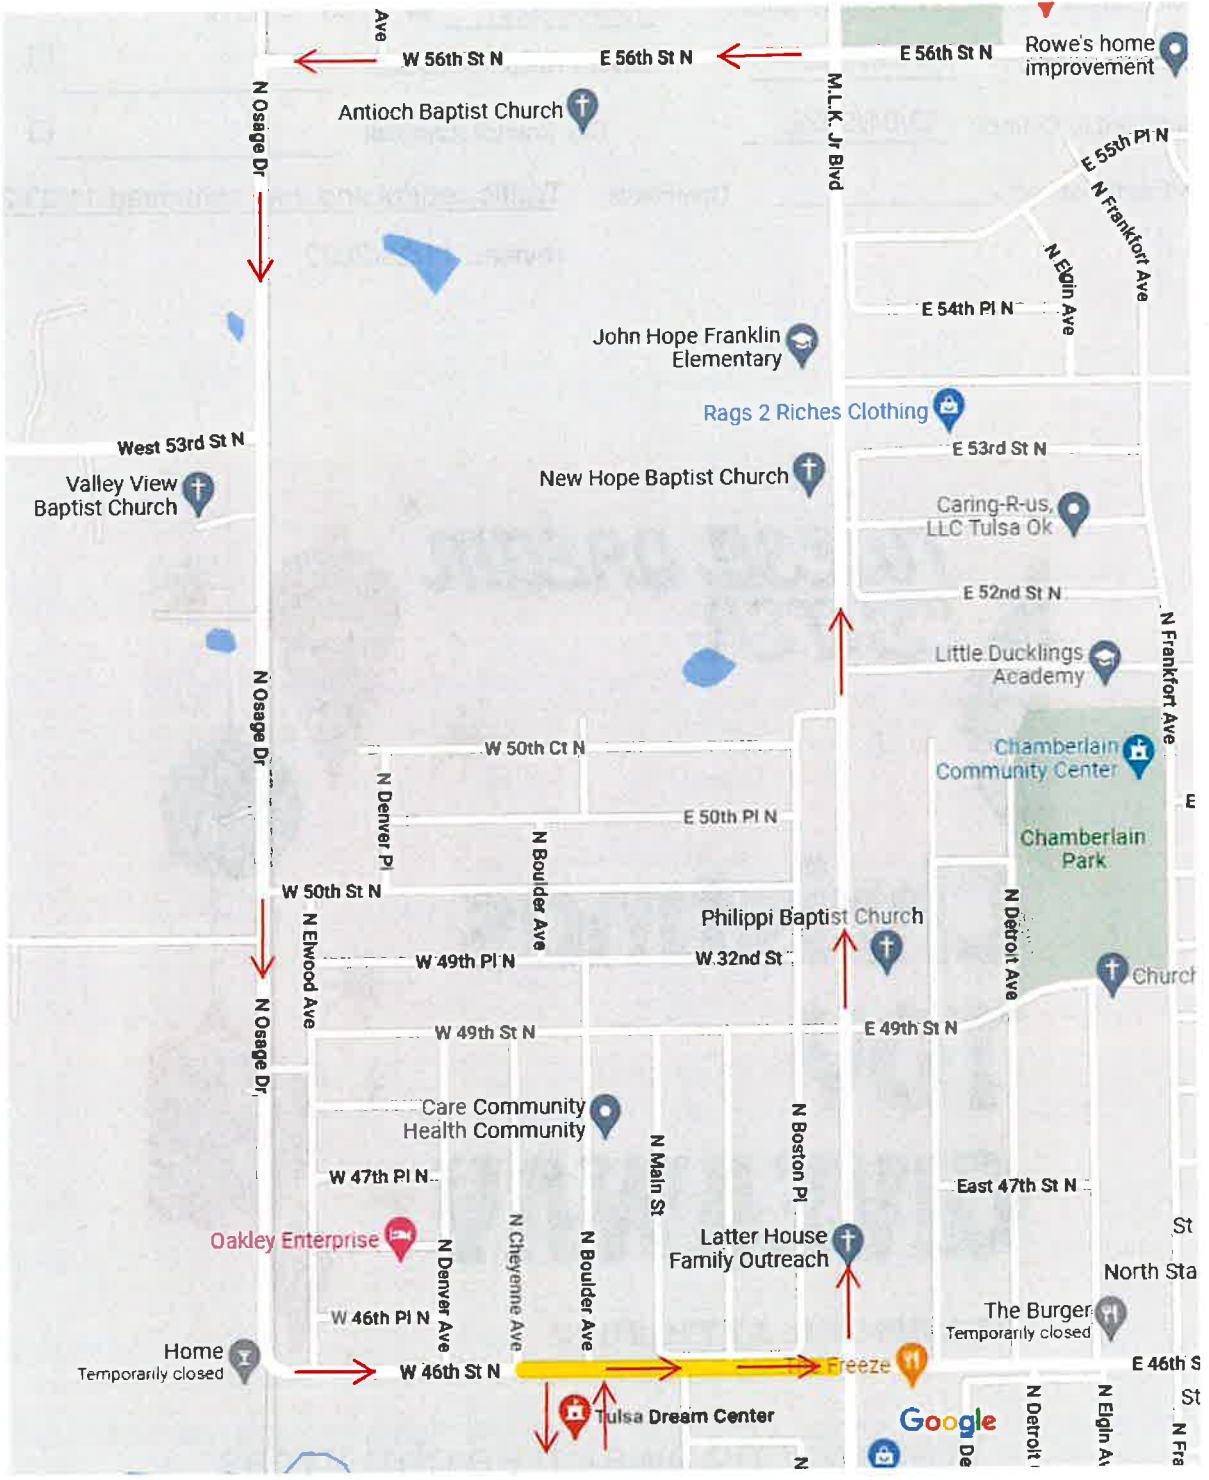 Ave
W 56th St N
E 56th St N
E 56th St N
Rowe's home
improvement
Antioch Baptist Church
N Osage Dr
M.L.K. Jr Blvd
E 55th Pl N
N Frankfort Ave
N Elgin Ave
E 54th Pl N
John Hope Franklin
Elementary
Rags 2 Riches Clothing
West 53rd St N
E 53rd St N
Valley View
Baptist Church
New Hope Baptist Church
Caring-R-us,
LLC Tulsa Ok
E 52nd St N
N Frankfort Ave
Little Ducklings
Academy
N Osage Dr
W 50th Ct N
Chamberlain
Community Center
N Denver Pl
E 50th Pl N
E
N Boulder Ave
Chamberlain
Park
W 50th St N
N Elwood Ave
Philippi Baptist Church
N Detroit Ave
W 49th Pl N
W 32nd St
Church
N Osage Dr
W 49th St N
E 49th St N
Care Community
Health Community
N Main St
N Boston Pl
W 47th Pl N
East 47th St N
Oakley Enterprise
N Denver Ave
N Cheyenne Ave
N Boulder Ave
Latter House
Family Outreach
St
North Sta
W 46th Pl N
The Burger
Temporarily closed
Home
Temporarily closed
W 46th St N
The Freeze
E 46th S
St
Tulsa Dream Center
Google
De
N Detroit
N Elgin Av
N Fra
N